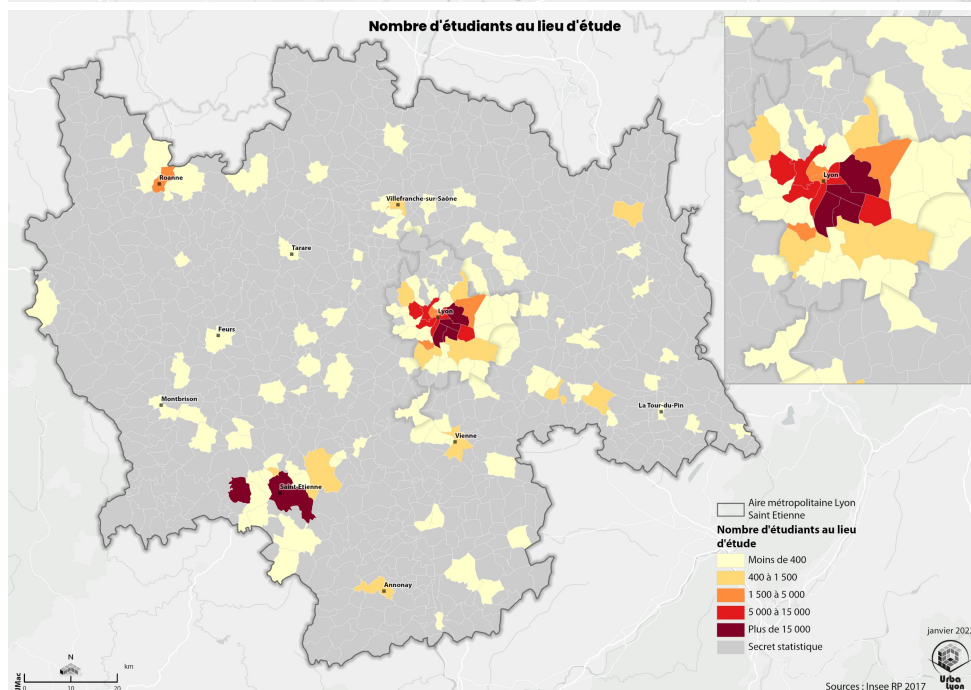 Nombre d'étudiants au lieu d'étude
Lyon
Roanne
Villefranche-sur-Saône
Tarare
Lyon
Feurs
Montbrison
La Tour-du-Pin
Vienne
Saint-Etienne
Annonay
Aire métropolitaine Lyon
Saint Etienne
Nombre d'étudiants au lieu
d'étude
Moins de 400
400 à 1 500
1 500 à 5 000
5 000 à 15 000
Plus de 15 000
Secret statistique
janvier 2022
Urba
Lyon
Sources : Insee RP 2017
N
km
0 10 20
JMac